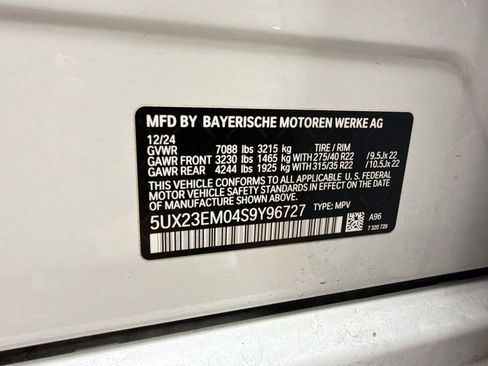 MFD BY BAYERISCHE MOTOREN WERKE AG
12/24
GVWR 7088 lbs 3215 kg TIRE / RIM
GAWR FRONT 3230 lbs 1465 kg WITH 275/40 R22 / 9.5Jx 22
GAWR REAR 4244 lbs 1925 kg WITH 315/35 R22 / 10.5Jx 22
THIS VEHICLE CONFORMS TO ALL APPLICABLE U.S. FEDERAL
MOTOR VEHICLE SAFETY STANDARDS IN EFFECT ON THE DATE
OF MANUFACTURE SHOWN ABOVE.
5UX23EM04S9Y96727 TYPE: MPV
A96
7 320 729